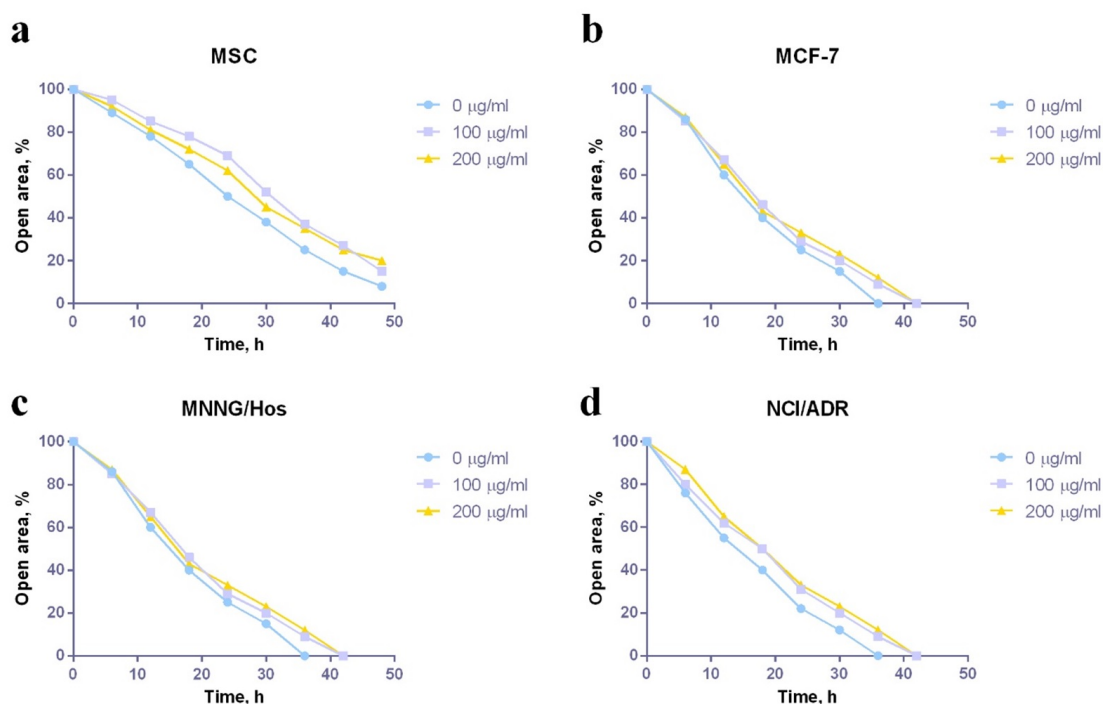 a
MSC
Open area, %
100
80
60
40
20
0
0 10 20 30 40 50
Time, h
0 µg/ml
100 µg/ml
200 µg/ml
b
MCF-7
Open area, %
100
80
60
40
20
0
0 10 20 30 40 50
Time, h
0 µg/ml
100 µg/ml
200 µg/ml
c
MNNG/Hos
Open area, %
100
80
60
40
20
0
0 10 20 30 40 50
Time, h
0 µg/ml
100 µg/ml
200 µg/ml
d
NCI/ADR
Open area, %
100
80
60
40
20
0
0 10 20 30 40 50
Time, h
0 µg/ml
100 µg/ml
200 µg/ml